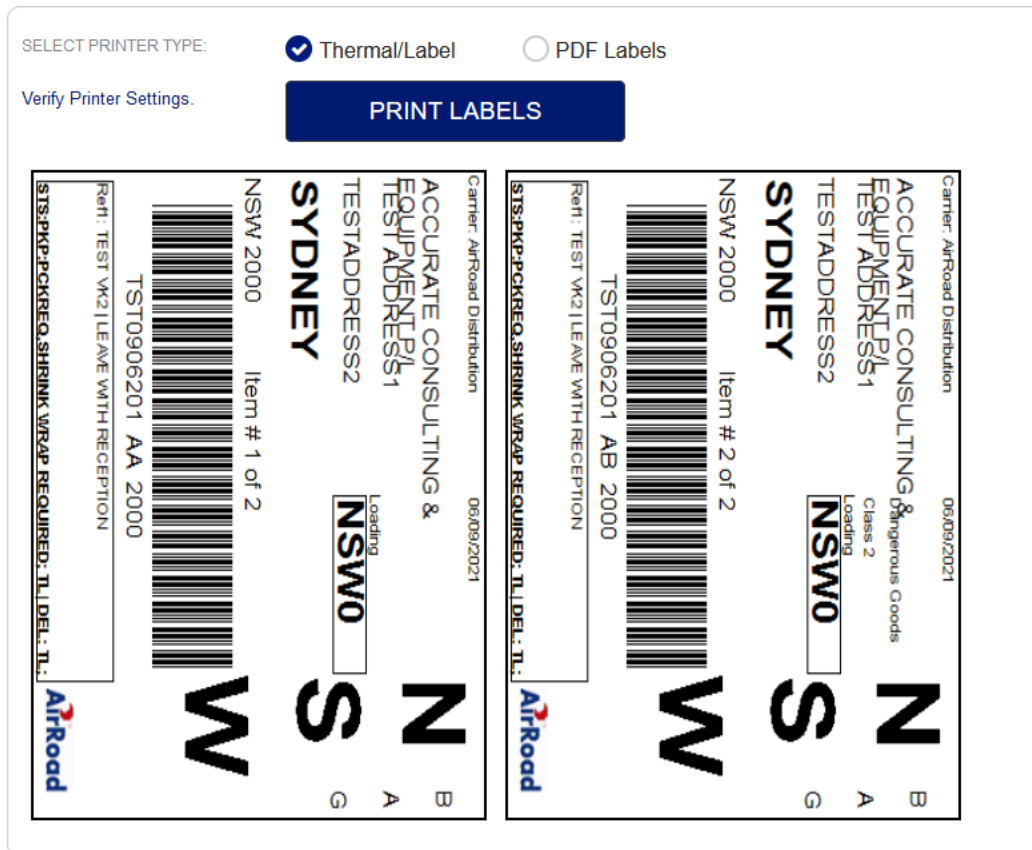 SELECT PRINTER TYPE:
Thermal/Label
PDF Labels
Verify Printer Settings.
PRINT LABELS
Carrier: AirRoad Distribution
06/09/2021
ACCURATE CONSULTING &
EQUIPMENT P/L
TEST ADDRESS1
TESTADDRESS2
Loading
NSW0
SYDNEY
NSW 2000
Item # 1 of 2
TST0906201 AA 2000
Ref1: TEST VK2 | LEAVE WITH RECEPTION
STS:PKP:PCKREQ,SHRINK WRAP REQUIRED; TL | DEL: TL;
N
S
W
B
A
G
AirRoad
Carrier: AirRoad Distribution
06/09/2021
ACCURATE CONSULTING &
EQUIPMENT P/L
Dangerous Goods
TEST ADDRESS1
Class 2
TESTADDRESS2
Loading
NSW0
SYDNEY
NSW 2000
Item # 2 of 2
TST0906201 AB 2000
Ref1: TEST VK2 | LEAVE WITH RECEPTION
STS:PKP:PCKREQ,SHRINK WRAP REQUIRED; TL | DEL: TL;
N
S
W
B
A
G
AirRoad